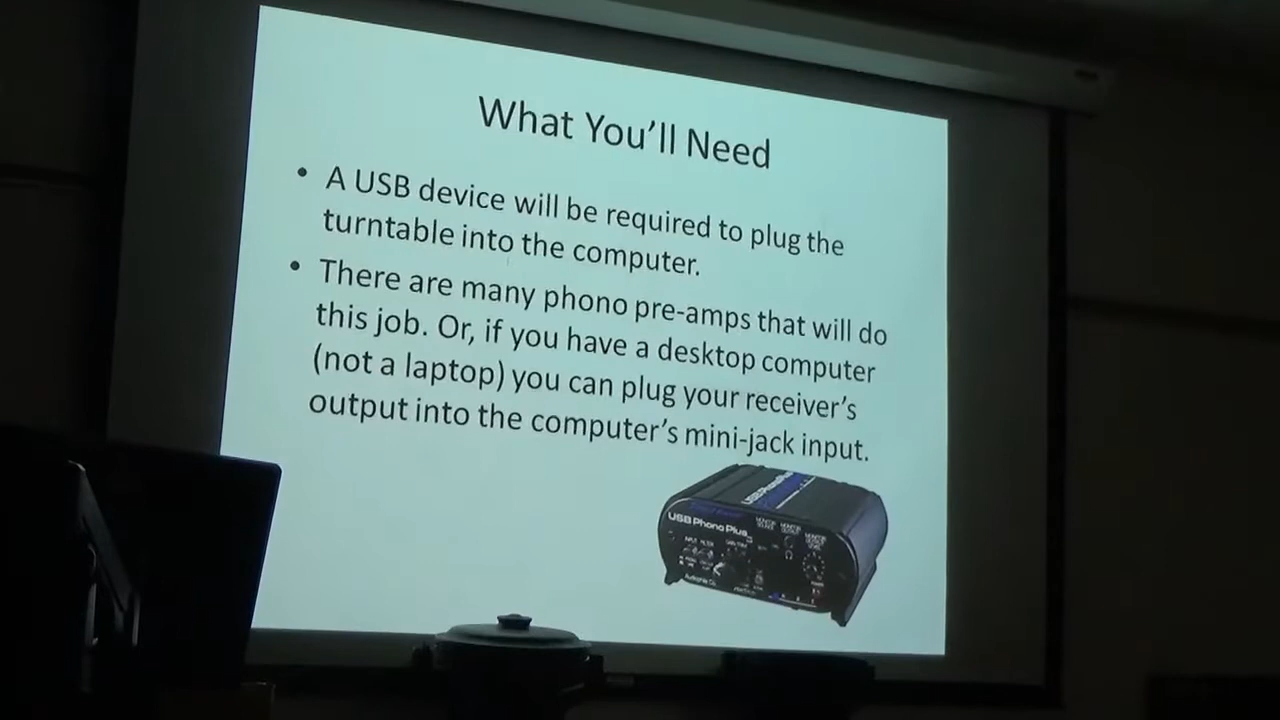 What You'll Need
• A USB device will be required to plug the
turntable into the computer.
• There are many phono pre-amps that will do
this job. Or, if you have a desktop computer
(not a laptop) you can plug your receiver's
output into the computer's mini-jack input.
USB Phono Plus